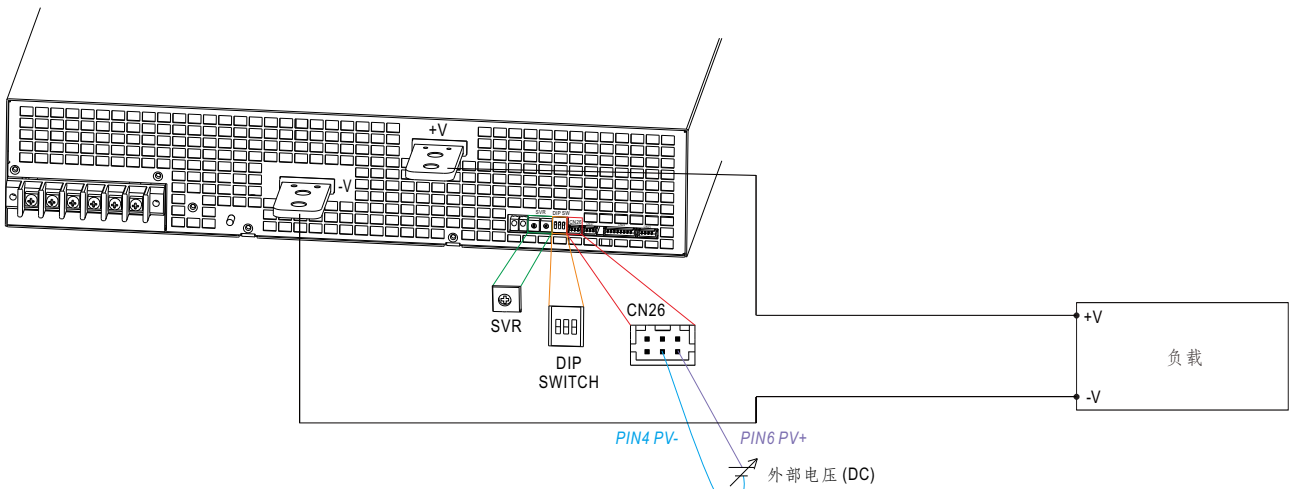 +V
-V
SVR
DIP SW
CN26
SVR
CN26
DIP
SWITCH
+V
负载
-V
PIN4 PV-
PIN6 PV+
外部电压 (DC)